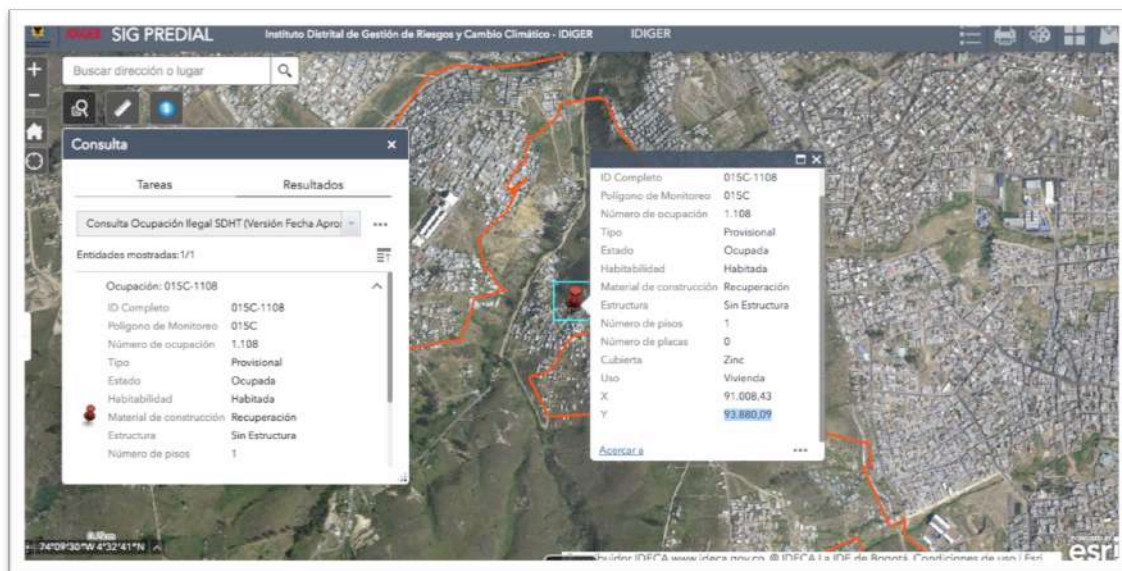 IDIGER SIG PREDIAL Instituto Distrital de Gestión de Riesgos y Cambio Climático - IDIGER IDIGER
Buscar dirección o lugar
Consulta
Tareas Resultados
Consulta Ocupación Ilegal SDHT (Versión Fecha Apro
Entidades mostradas:1/1
Ocupación: 015C-1108
ID Completo 015C-1108
Polígono de Monitoreo 015C
Número de ocupación 1.108
Tipo Provisional
Estado Ocupada
Habitabilidad Habitada
Material de construcción Recuperación
Estructura Sin Estructura
Número de pisos 1
ID Completo 015C-1108
Polígono de Monitoreo 015C
Número de ocupación 1.108
Tipo Provisional
Estado Ocupada
Habitabilidad Habitada
Material de construcción Recuperación
Estructura Sin Estructura
Número de pisos 1
Número de placas 0
Cubierta Zinc
Uso Vivienda
X 91.008,43
Y 93.880,09
Acercar a
74°09'30"W 4°32'41"N
IDECA www.ideca.gov.co @ IDECA La IDE de Bogotá. Condiciones de uso | Esri
esri